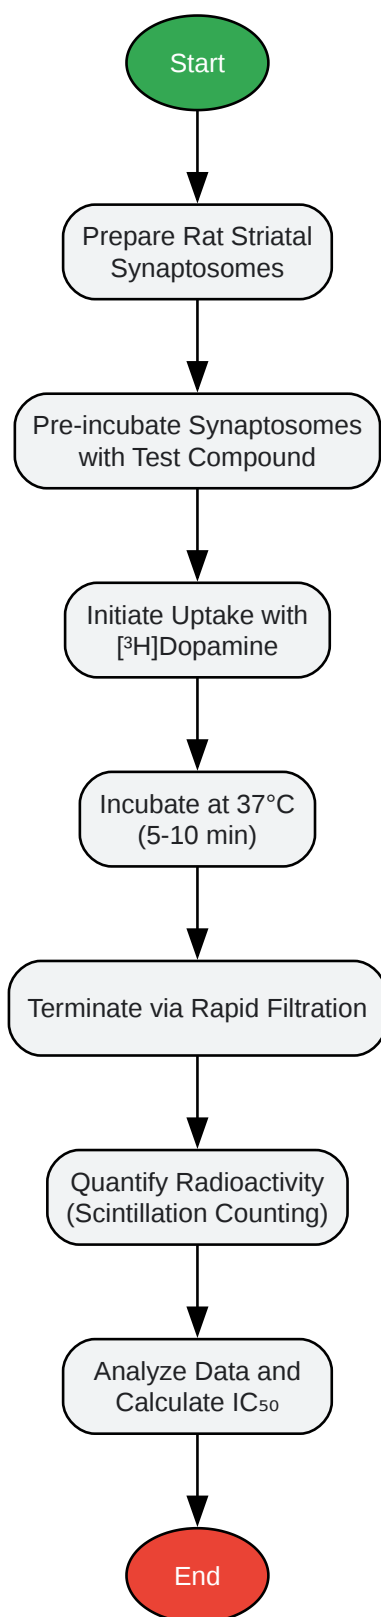 Start
Prepare Rat Striatal
Synaptosomes
Pre-incubate Synaptosomes
with Test Compound
Initiate Uptake with
[³H]Dopamine
Incubate at 37°C
(5-10 min)
Terminate via Rapid Filtration
Quantify Radioactivity
(Scintillation Counting)
Analyze Data and
Calculate IC₅₀
End